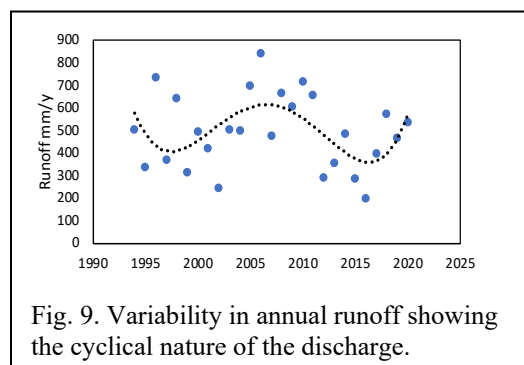 900
800
700
600
500
400
300
200
100
0
Runoff mm/y
1990 1995 2000 2005 2010 2015 2020 2025
Fig. 9. Variability in annual runoff showing
the cyclical nature of the discharge.